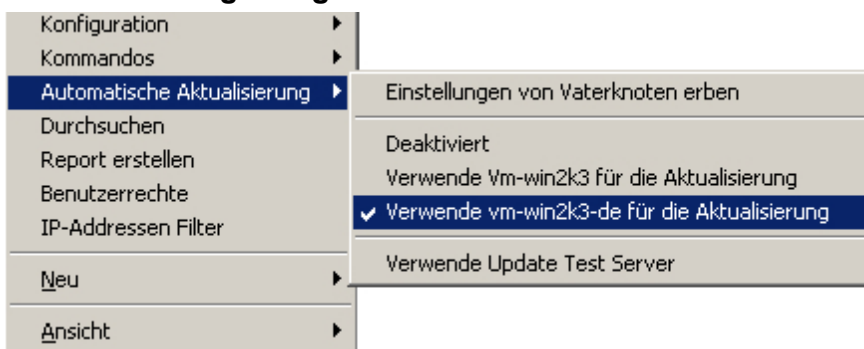 Konfiguration
Kommandos
Automatische Aktualisierung
Durchsuchen
Report erstellen
Benutzerrechte
IP-Addressen Filter
Neu
Ansicht
Einstellungen von Vaterknoten erben
Deaktiviert
Verwende Vm-win2k3 für die Aktualisierung
Verwende vm-win2k3-de für die Aktualisierung
Verwende Update Test Server